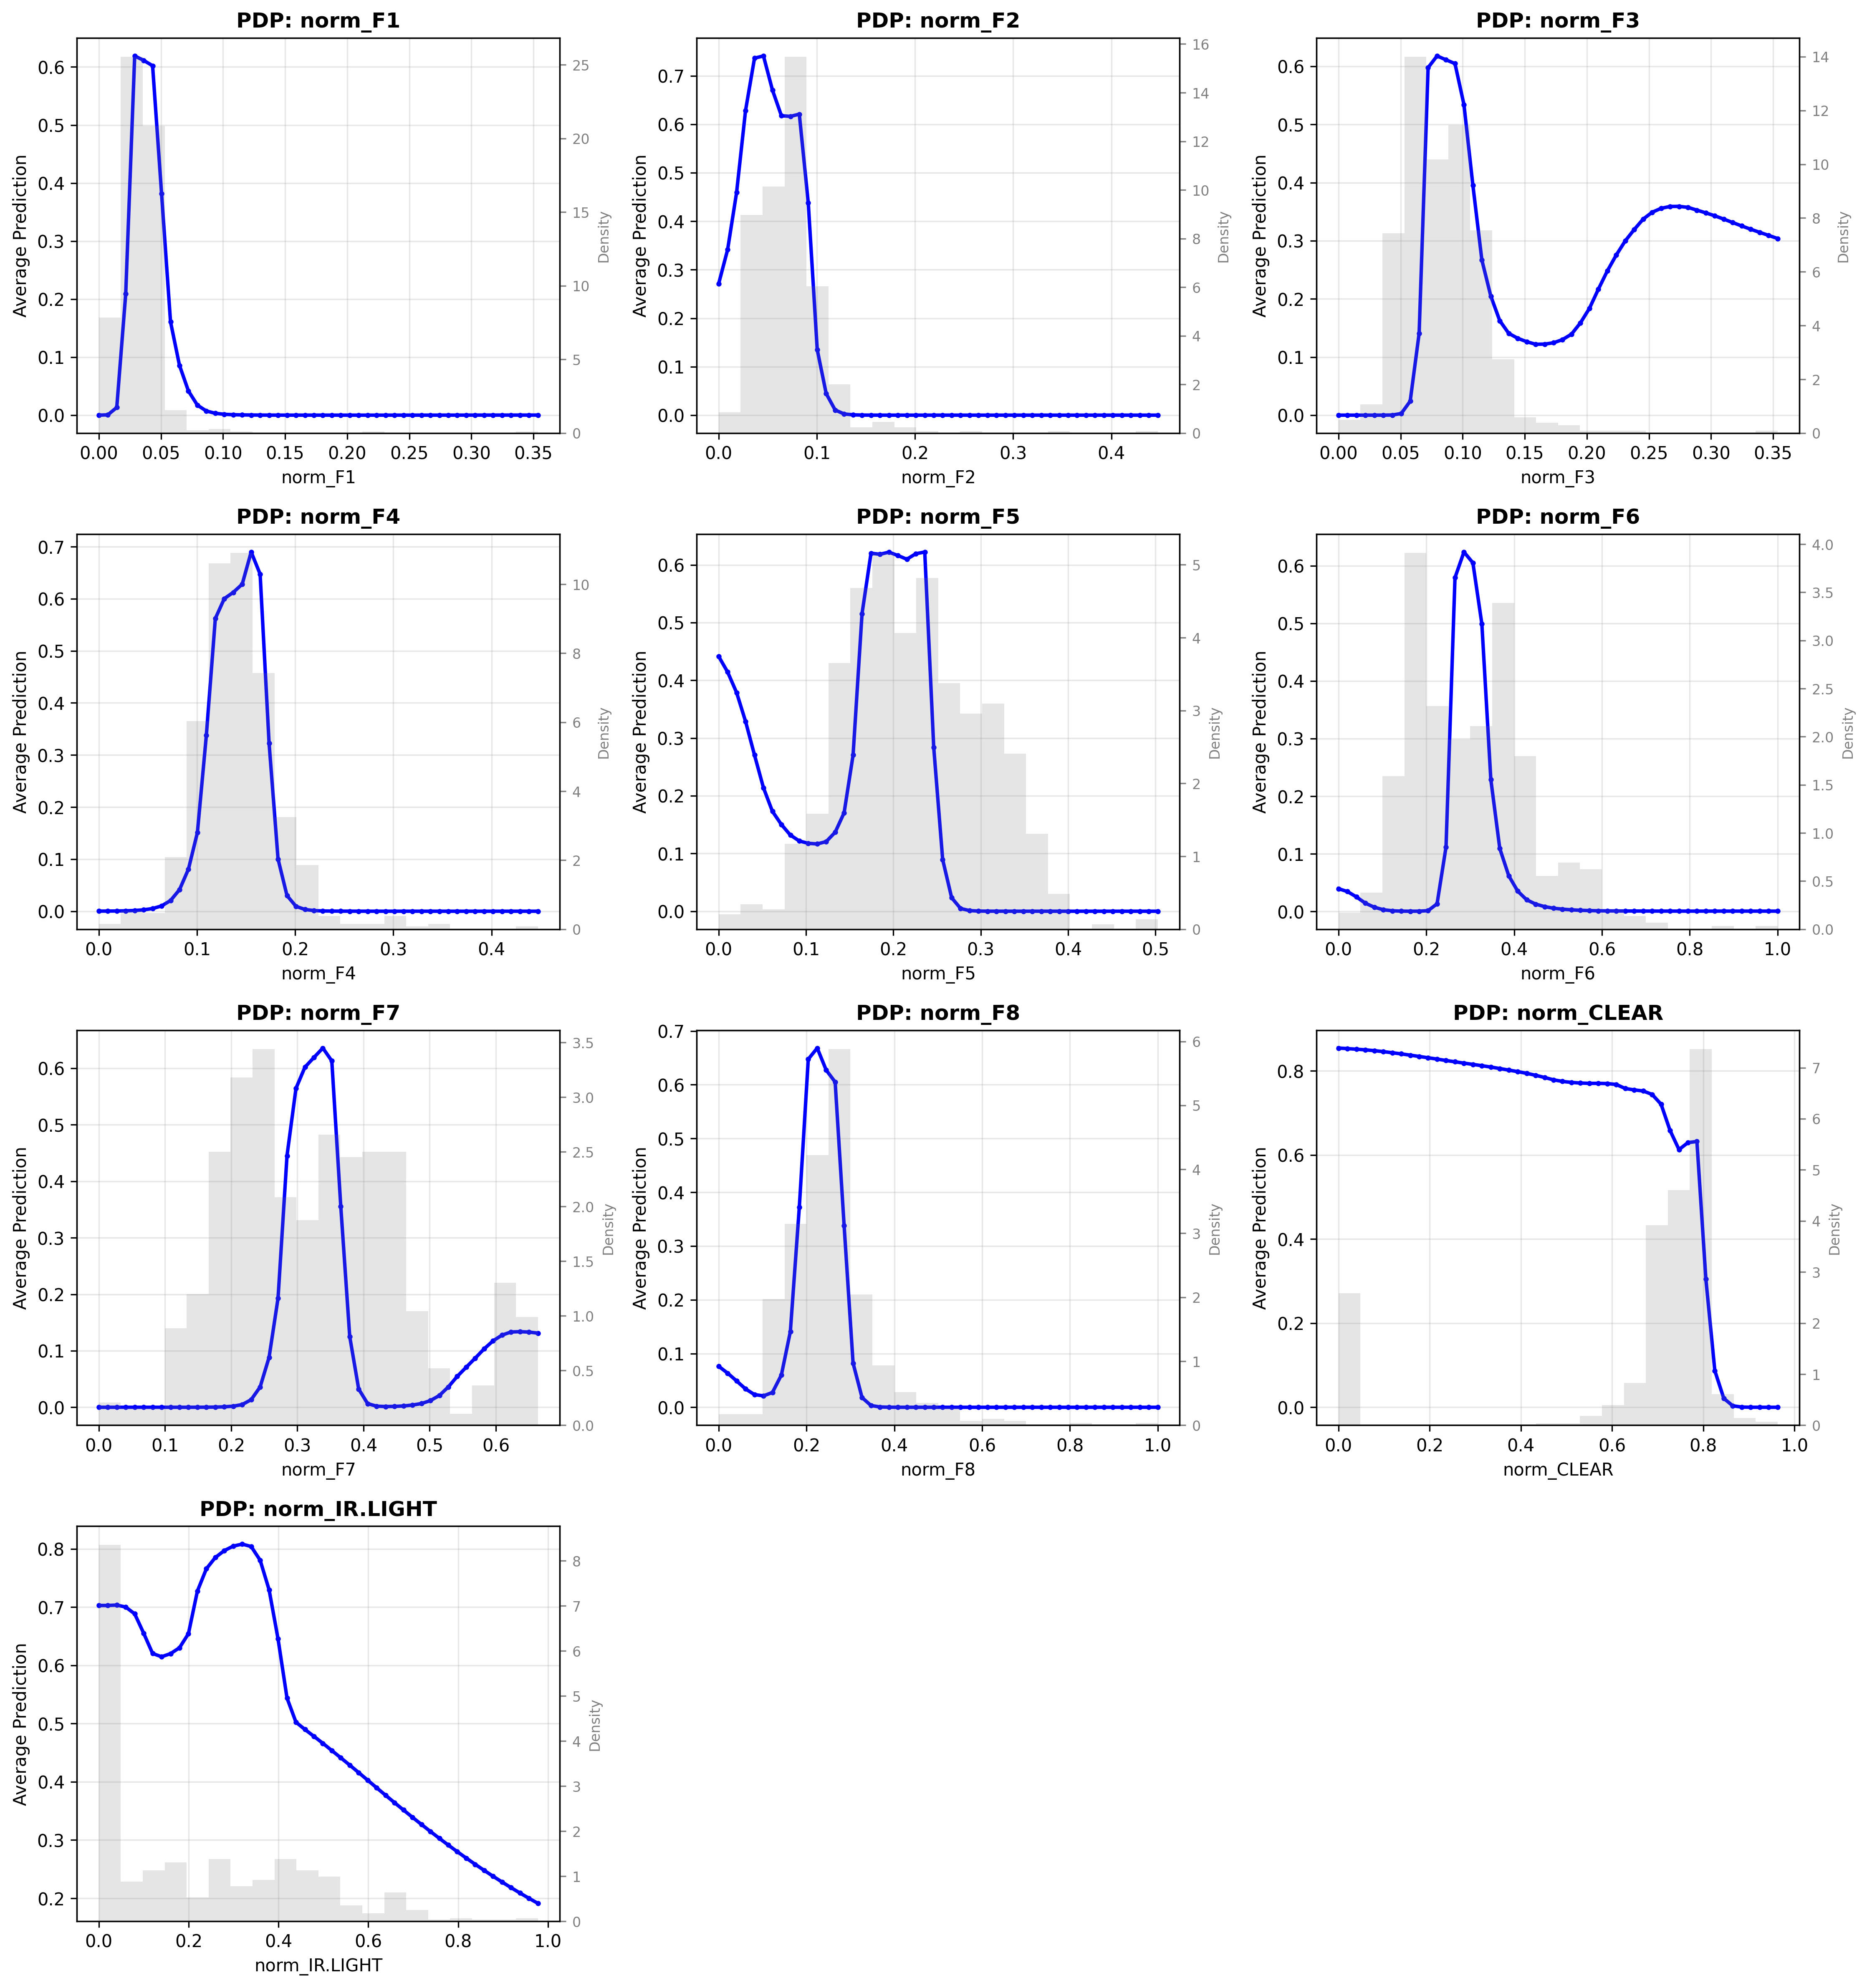 PDP: norm_F1
0.6
0.5
0.4
0.3
0.2
0.1
0.0
Average Prediction
25
20
15
10
5
0
Density
0.00 0.05 0.10 0.15 0.20 0.25 0.30 0.35
norm_F1
PDP: norm_F2
0.7
0.6
0.5
0.4
0.3
0.2
0.1
0.0
Average Prediction
16
14
12
10
8
6
4
2
0
Density
0.0 0.1 0.2 0.3 0.4
norm_F2
PDP: norm_F3
0.6
0.5
0.4
0.3
0.2
0.1
0.0
Average Prediction
14
12
10
8
6
4
2
0
Density
0.00 0.05 0.10 0.15 0.20 0.25 0.30 0.35
norm_F3
PDP: norm_F4
0.7
0.6
0.5
0.4
0.3
0.2
0.1
0.0
Average Prediction
10
8
6
4
2
0
Density
0.0 0.1 0.2 0.3 0.4
norm_F4
PDP: norm_F5
0.6
0.5
0.4
0.3
0.2
0.1
0.0
Average Prediction
5
4
3
2
1
0
Density
0.0 0.1 0.2 0.3 0.4 0.5
norm_F5
PDP: norm_F6
0.6
0.5
0.4
0.3
0.2
0.1
0.0
Average Prediction
4.0
3.5
3.0
2.5
2.0
1.5
1.0
0.5
0.0
Density
0.0 0.2 0.4 0.6 0.8 1.0
norm_F6
PDP: norm_F7
0.6
0.5
0.4
0.3
0.2
0.1
0.0
Average Prediction
3.5
3.0
2.5
2.0
1.5
1.0
0.5
0.0
Density
0.0 0.1 0.2 0.3 0.4 0.5 0.6
norm_F7
PDP: norm_F8
0.7
0.6
0.5
0.4
0.3
0.2
0.1
0.0
Average Prediction
6
5
4
3
2
1
0
Density
0.0 0.2 0.4 0.6 0.8 1.0
norm_F8
PDP: norm_CLEAR
0.8
0.6
0.4
0.2
0.0
Average Prediction
7
6
5
4
3
2
1
0
Density
0.0 0.2 0.4 0.6 0.8 1.0
norm_CLEAR
PDP: norm_IR.LIGHT
0.8
0.7
0.6
0.5
0.4
0.3
0.2
Average Prediction
8
7
6
5
4
3
2
1
0
Density
0.0 0.2 0.4 0.6 0.8 1.0
norm_IR.LIGHT